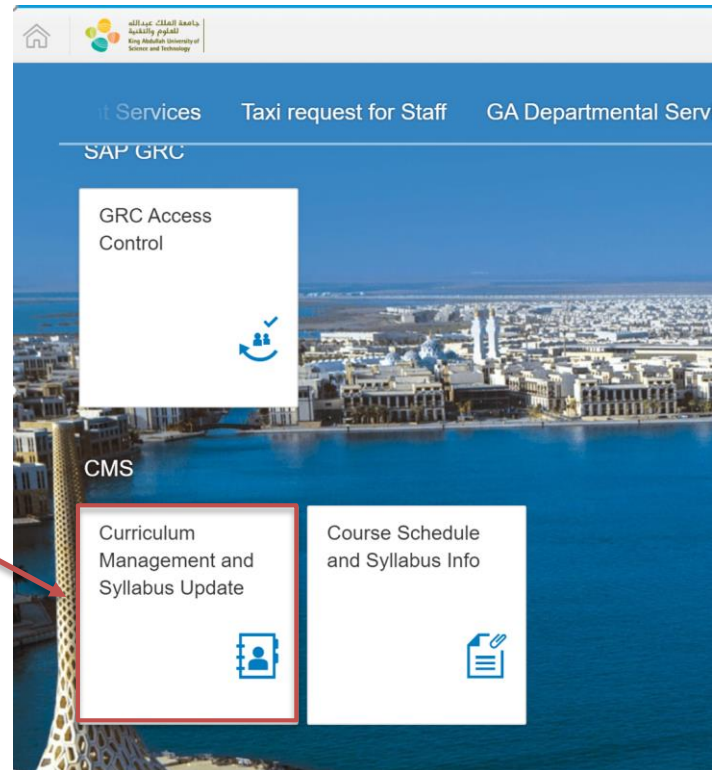 جامعة الملك عبدالله
للعلوم والتقنية
King Abdullah University of
Science and Technology
t Services Taxi request for Staff GA Departmental Serv
SAP GRC
GRC Access
Control
CMS
Curriculum
Management and
Syllabus Update
Course Schedule
and Syllabus Info